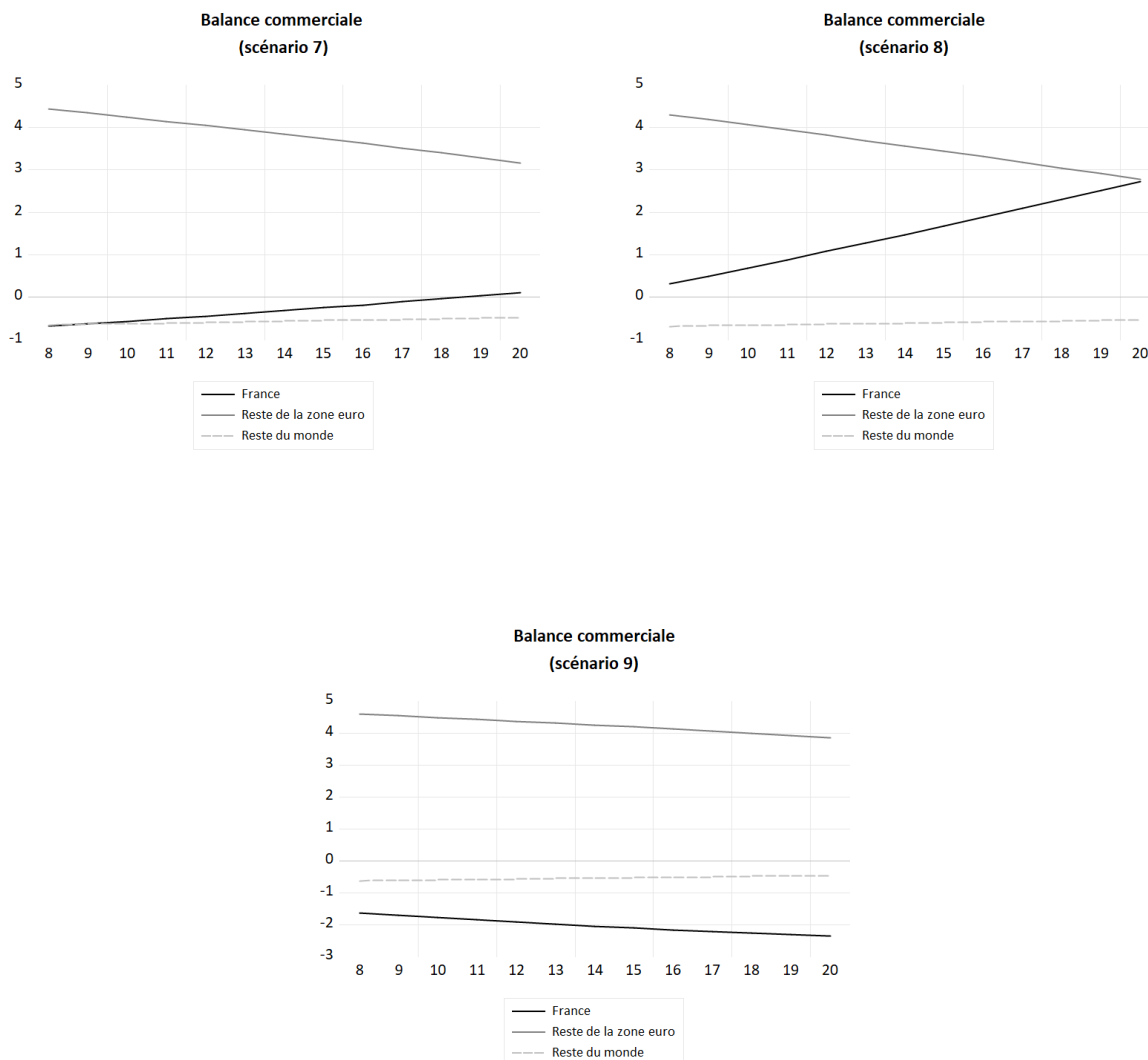 Balance commerciale
(scénario 7)
5
4
3
2
1
0
-1
8 9 10 11 12 13 14 15 16 17 18 19 20
France
Reste de la zone euro
Reste du monde
Balance commerciale
(scénario 8)
5
4
3
2
1
0
-1
8 9 10 11 12 13 14 15 16 17 18 19 20
France
Reste de la zone euro
Reste du monde
Balance commerciale
(scénario 9)
5
4
3
2
1
0
-1
-2
-3
8 9 10 11 12 13 14 15 16 17 18 19 20
France
Reste de la zone euro
Reste du monde